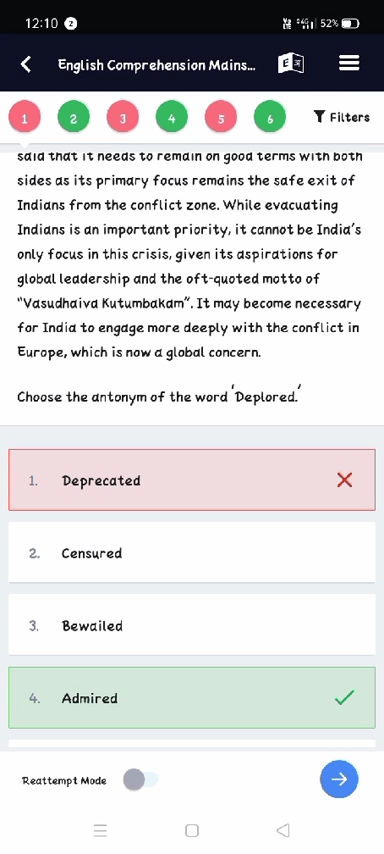 12:10 2 4G 52%
English Comprehension Mains...
1 2 3 4 5 6 Filters
said that it needs to remain on good terms with both
sides as its primary focus remains the safe exit of
Indians from the conflict zone. While evacuating
Indians is an important priority, it cannot be India's
only focus in this crisis, given its aspirations for
global leadership and the oft-quoted motto of
"Vasudhaiva Kutumbakam". It may become necessary
for India to engage more deeply with the conflict in
Europe, which is now a global concern.
Choose the antonym of the word 'Deplored.'
1. Deprecated
2. Censured
3. Bewailed
4. Admired
Reattempt Mode